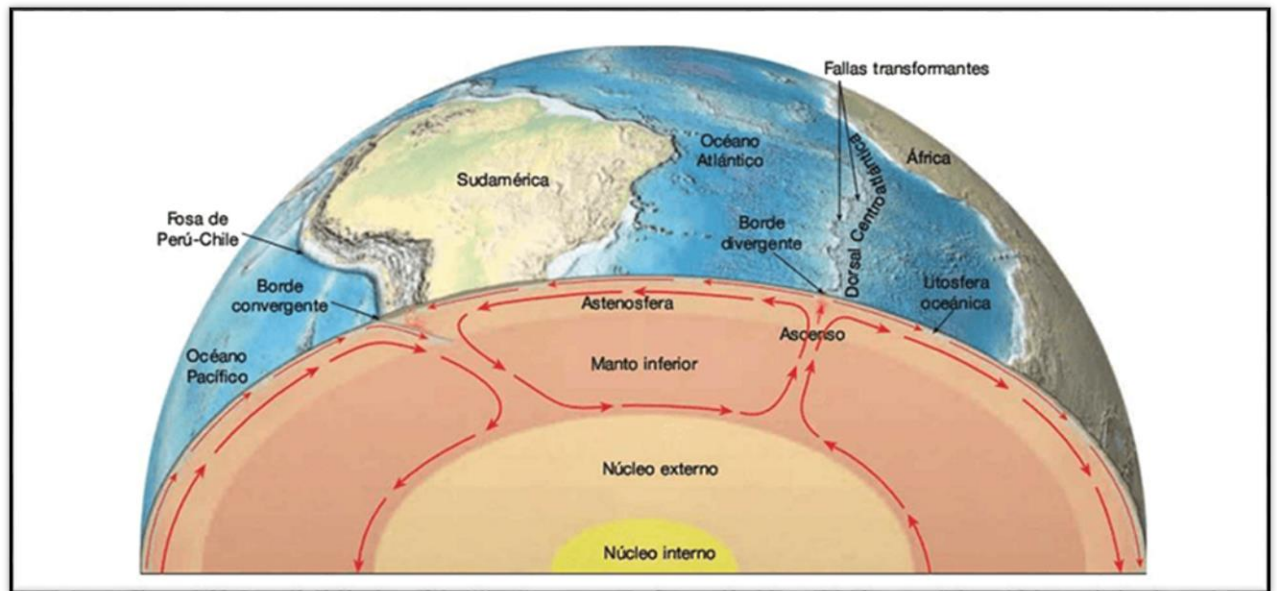 Fallas transformantes
Océano
Atlántico
África
Sudamérica
Dorsal Centroatlántica
Fosa de
Perú-Chile
Borde
divergente
Borde
convergente
Litosfera
oceánica
Astenosfera
Ascenso
Océano
Pacífico
Manto inferior
Núcleo externo
Núcleo interno